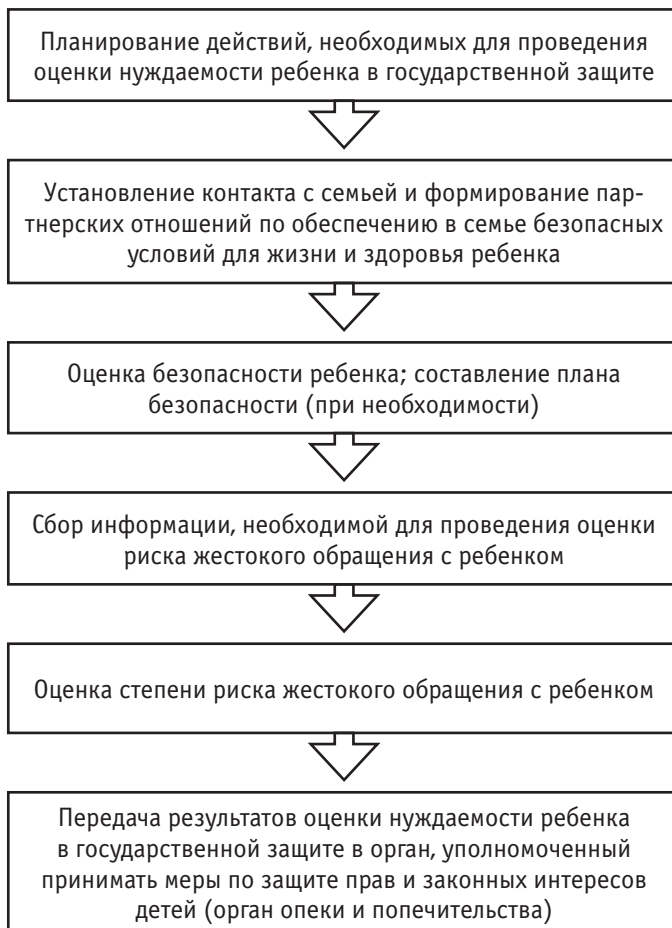 Планирование действий, необходимых для проведения
оценки нуждаемости ребенка в государственной защите
Установление контакта с семьей и формирование пар-
тнерских отношений по обеспечению в семье безопасных
условий для жизни и здоровья ребенка
Оценка безопасности ребенка; составление плана
безопасности (при необходимости)
Сбор информации, необходимой для проведения оценки
риска жестокого обращения с ребенком
Оценка степени риска жестокого обращения с ребенком
Передача результатов оценки нуждаемости ребенка
в государственной защите в орган, уполномоченный
принимать меры по защите прав и законных интересов
детей (орган опеки и попечительства)